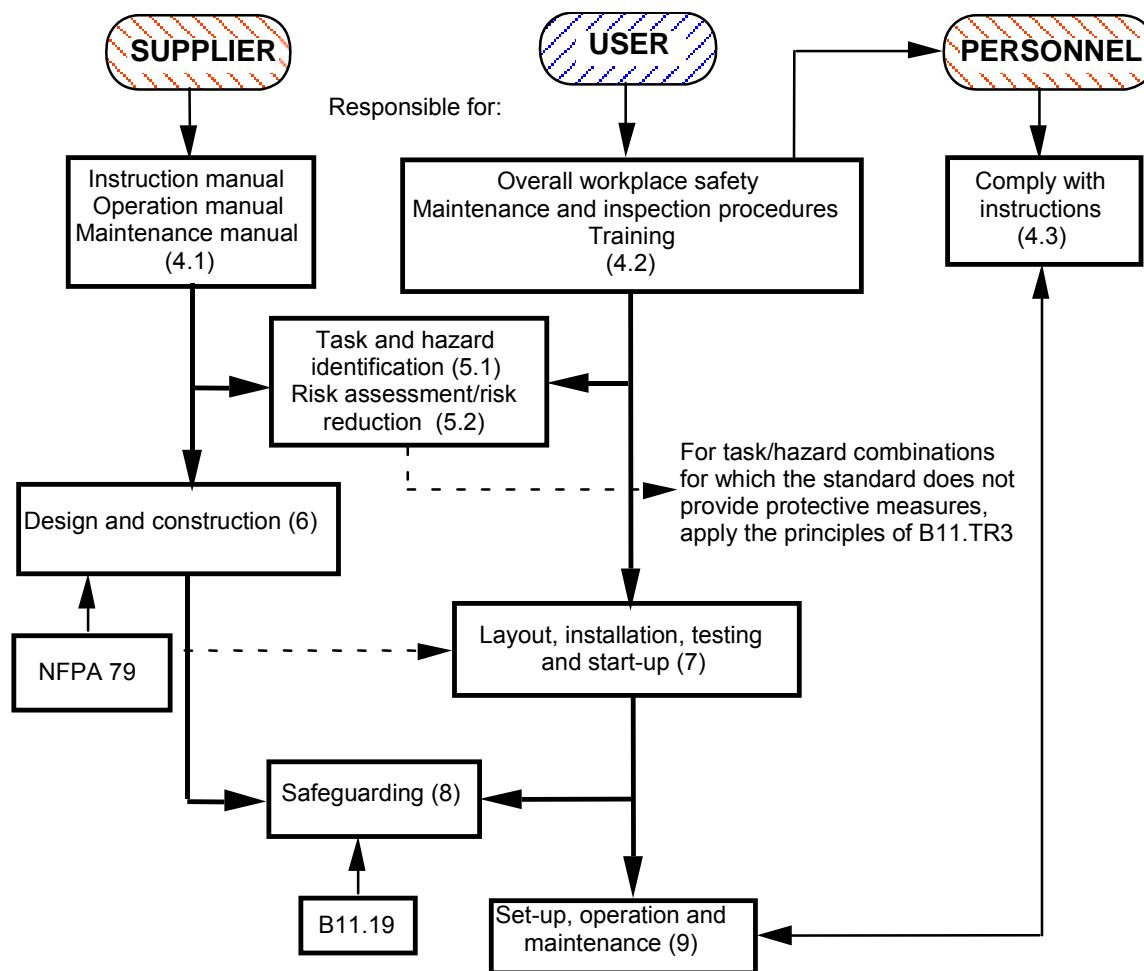 SUPPLIER
USER
PERSONNEL
Responsible for:
Instruction manual
Operation manual
Maintenance manual
(4.1)
Overall workplace safety
Maintenance and inspection procedures
Training
(4.2)
Comply with
instructions
(4.3)
Task and hazard
identification (5.1)
Risk assessment/risk
reduction (5.2)
For task/hazard combinations
for which the standard does not
provide protective measures,
apply the principles of B11.TR3
Design and construction (6)
NFPA 79
Layout, installation, testing
and start-up (7)
Safeguarding (8)
B11.19
Set-up, operation and
maintenance (9)